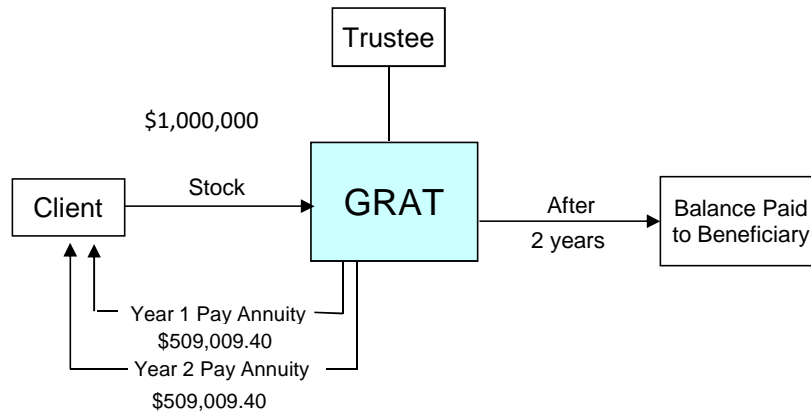 Trustee
$1,000,000
Client
Stock
GRAT
After
2 years
Balance Paid
to Beneficiary
Year 1 Pay Annuity
$509,009.40
Year 2 Pay Annuity
$509,009.40